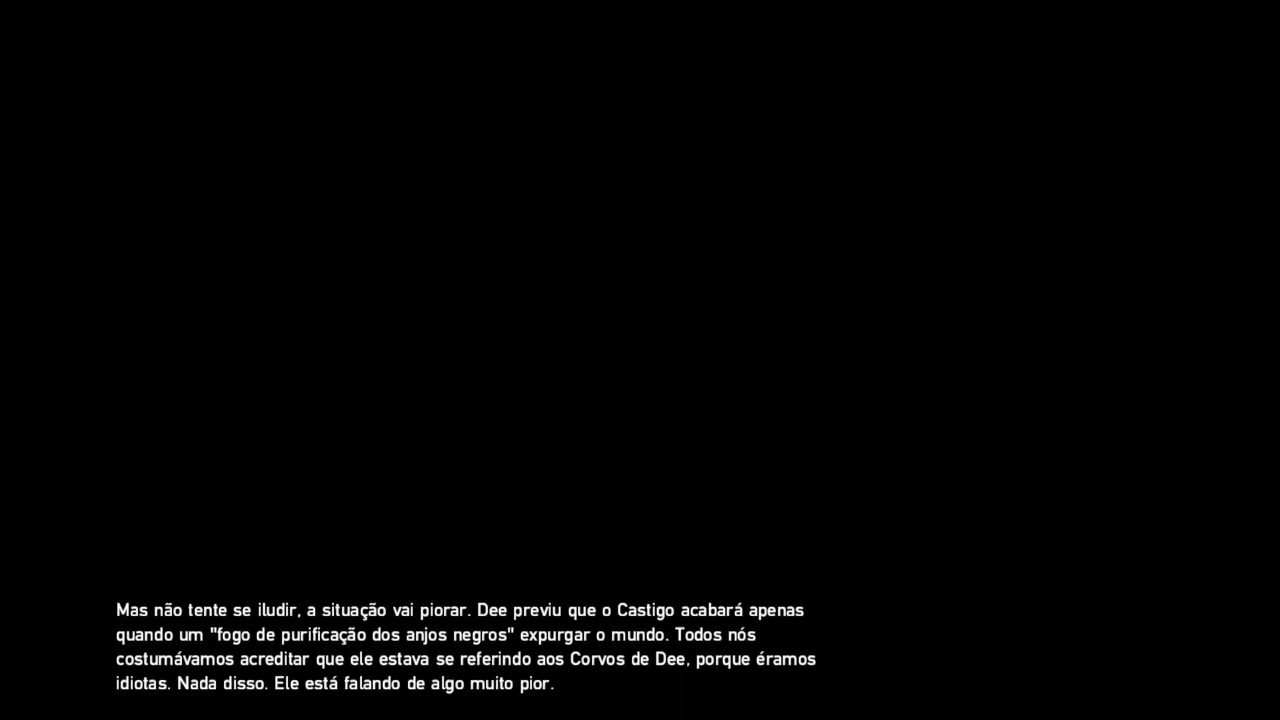 Mas não tente se iludir, a situação vai piorar. Dee previu que o Castigo acabará apenas
quando um "fogo de purificação dos anjos negros" expurgar o mundo. Todos nós
costumávamos acreditar que ele estava se referindo aos Corvos de Dee, porque éramos
idiotas. Nada disso. Ele está falando de algo muito pior.